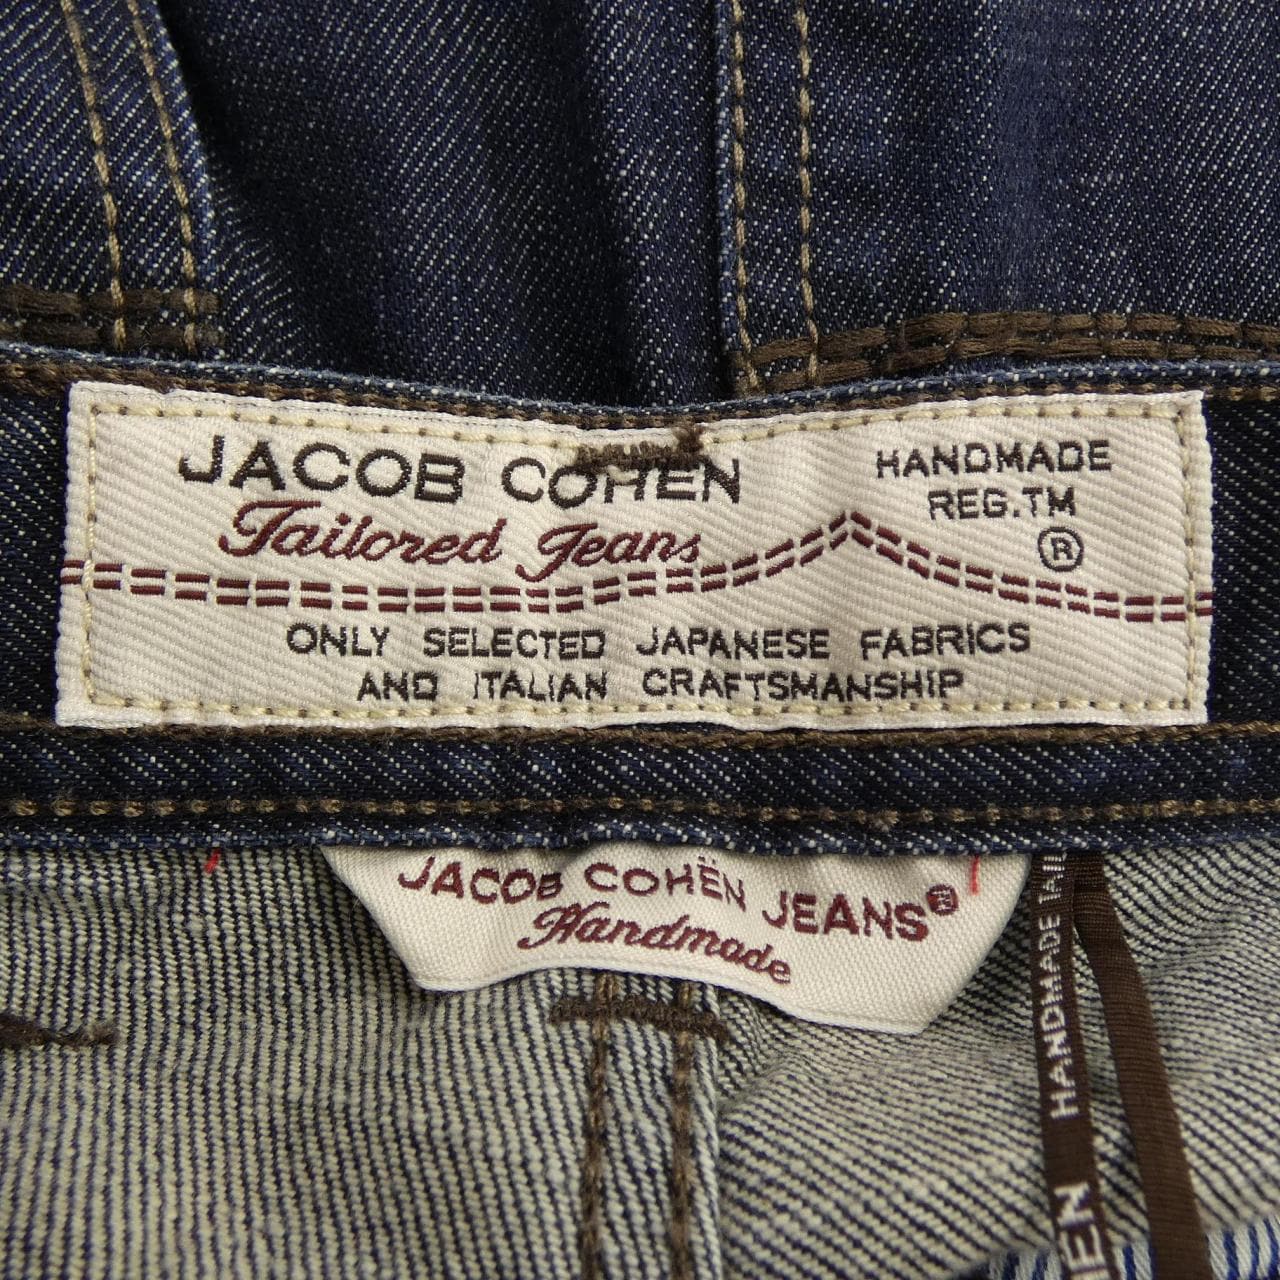 JACOB COHEN
HANDMADE
REG.TM
®
Tailored Jeans
ONLY SELECTED JAPANESE FABRICS
AND ITALIAN CRAFTSMANSHIP
JACOB COHËN JEANS®
Handmade
HANDMADE